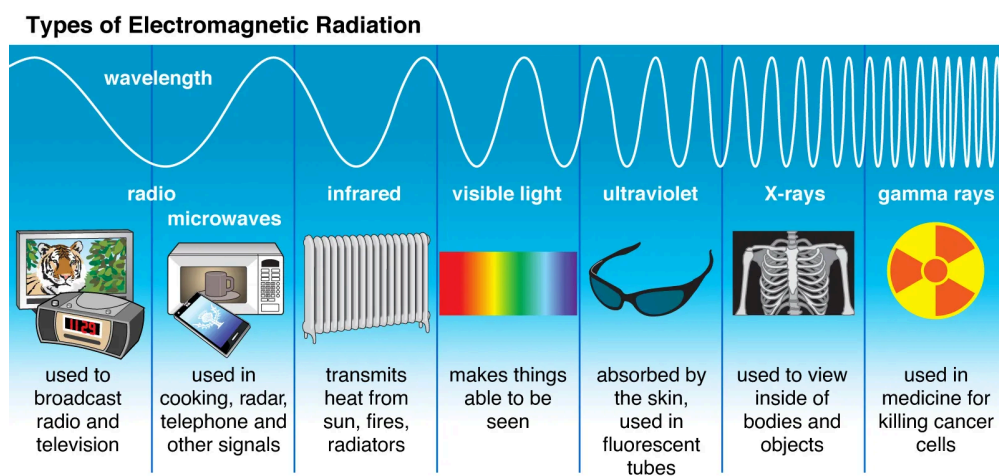 Types of Electromagnetic Radiation
wavelength
radio
microwaves
infrared
visible light
ultraviolet
X-rays
gamma rays
11:29
used to
broadcast
radio and
television
used in
cooking, radar,
telephone and
other signals
transmits
heat from
sun, fires,
radiators
makes things
able to be
seen
absorbed by
the skin,
used in
fluorescent
tubes
used to view
inside of
bodies and
objects
used in
medicine for
killing cancer
cells